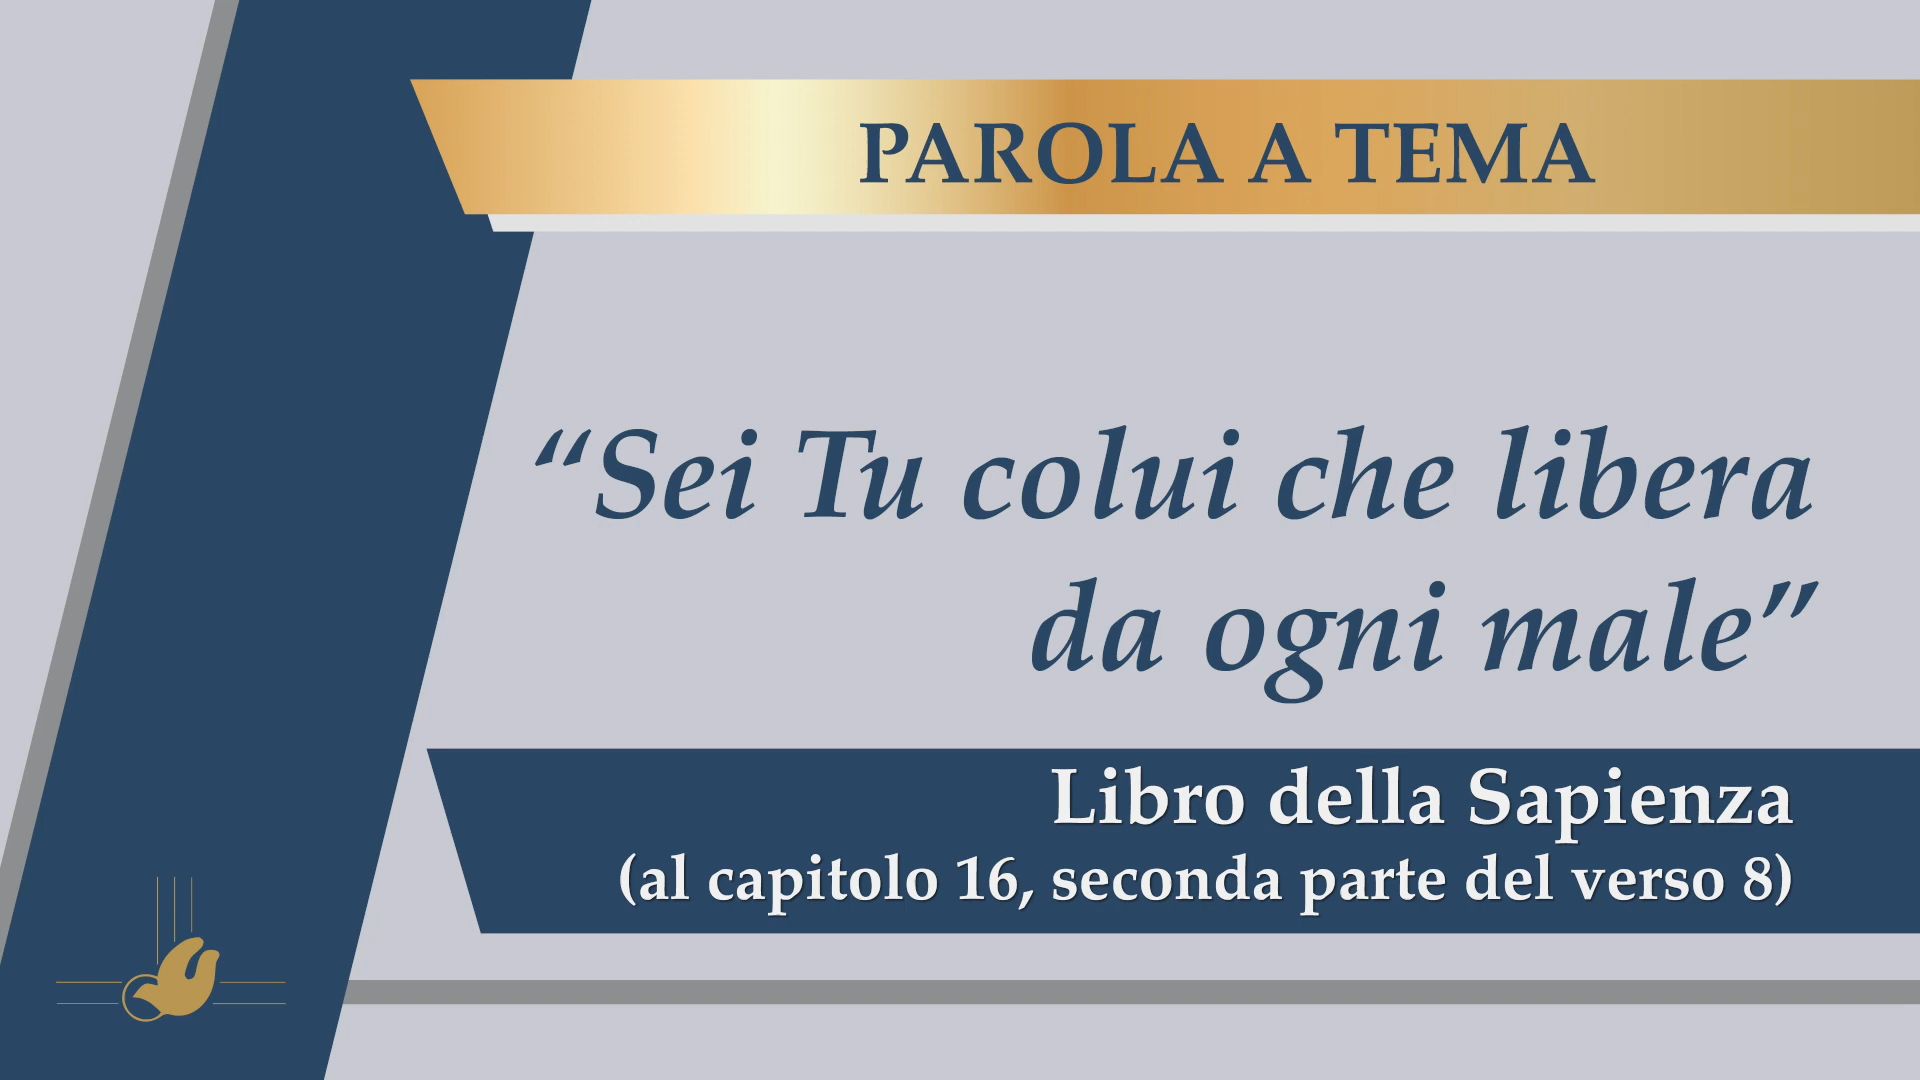 PAROLA A TEMA
“Sei Tu colui che libera
da ogni male”
Libro della Sapienza
(al capitolo 16, seconda parte del verso 8)